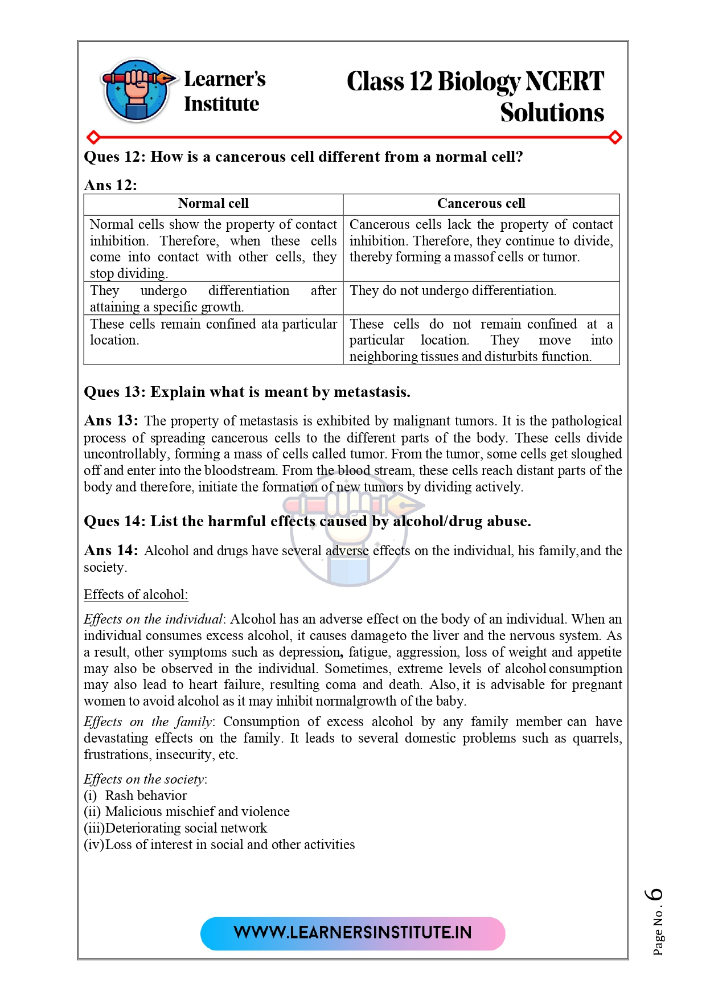 Learner's
Institute
Class 12 Biology NCERT
Solutions
Ques 12: How is a cancerous cell different from a normal cell?
Ans 12:
Normal cell
Cancerous cell
Normal cells show the property of contact
inhibition. Therefore, when these cells
come into contact with other cells, they
stop dividing.
Cancerous cells lack the property of contact
inhibition. Therefore, they continue to divide,
thereby forming a massof cells or tumor.
They undergo differentiation after
attaining a specific growth.
They do not undergo differentiation.
These cells remain confined ata particular
location.
These cells do not remain confined at a
particular location. They move into
neighboring tissues and disturbits function.
Ques 13: Explain what is meant by metastasis.
Ans 13: The property of metastasis is exhibited by malignant tumors. It is the pathological
process of spreading cancerous cells to the different parts of the body. These cells divide
uncontrollably, forming a mass of cells called tumor. From the tumor, some cells get sloughed
off and enter into the bloodstream. From the blood stream, these cells reach distant parts of the
body and therefore, initiate the formation of new tumors by dividing actively.
Ques 14: List the harmful effects caused by alcohol/drug abuse.
Ans 14: Alcohol and drugs have several adverse effects on the individual, his family,and the
society.
Effects of alcohol:
Effects on the individual: Alcohol has an adverse effect on the body of an individual. When an
individual consumes excess alcohol, it causes damageto the liver and the nervous system. As
a result, other symptoms such as depression, fatigue, aggression, loss of weight and appetite
may also be observed in the individual. Sometimes, extreme levels of alcohol consumption
may also lead to heart failure, resulting coma and death. Also, it is advisable for pregnant
women to avoid alcohol as it may inhibit normalgrowth of the baby.
Effects on the family: Consumption of excess alcohol by any family member can have
devastating effects on the family. It leads to several domestic problems such as quarrels,
frustrations, insecurity, etc.
Effects on the society:
(i) Rash behavior
(ii) Malicious mischief and violence
(iii)Deteriorating social network
(iv)Loss of interest in social and other activities
Page No. 6
WWW.LEARNERSINSTITUTE.IN